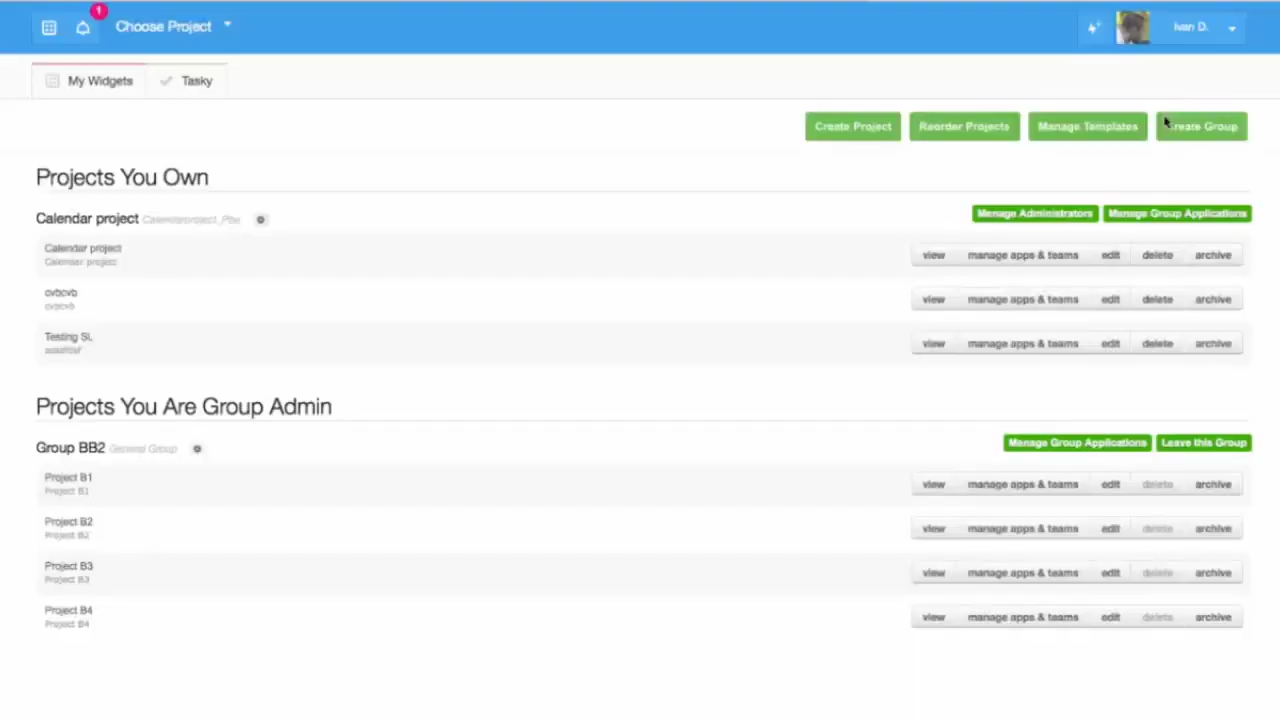 1
Choose Project
Ivan D.
My Widgets
Tasky
Create Project
Reorder Projects
Manage Templates
Create Group
Projects You Own
Calendar project
Manage Administrators
Manage Group Applications
Calendar project
Calendar project
view manage apps & teams edit delete archive
cvbcvb
cvbcvb
view manage apps & teams edit delete archive
Testing SL
view manage apps & teams edit delete archive
Projects You Are Group Admin
Group BB2 General Group
Manage Group Applications
Leave this Group
Project B1
Project B1
view manage apps & teams edit delete archive
Project B2
Project B2
view manage apps & teams edit delete archive
Project B3
Project B3
view manage apps & teams edit delete archive
Project B4
Project B4
view manage apps & teams edit delete archive